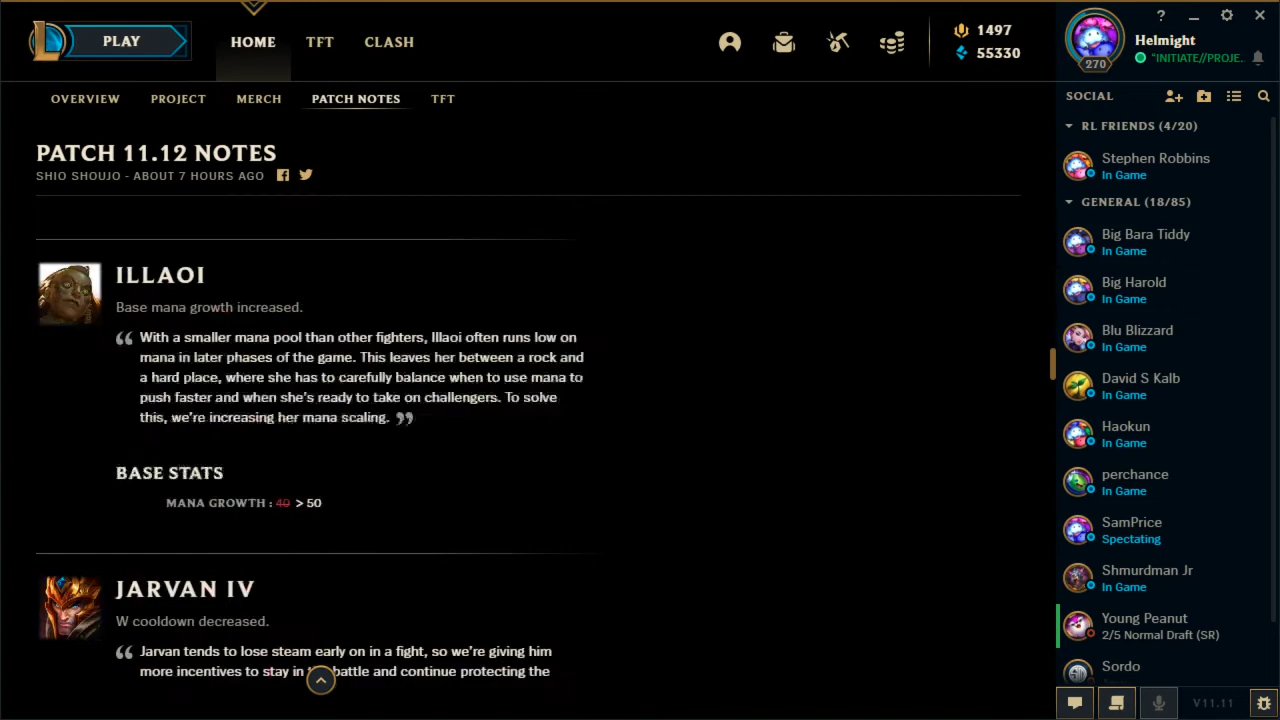 PLAY
HOME
TFT
CLASH
1497
55330
?
270
Helmight
"INITIATE//PROJE.
OVERVIEW
PROJECT
MERCH
PATCH NOTES
TFT
PATCH 11.12 NOTES
SHIO SHOUJO - ABOUT 7 HOURS AGO
ILLAOI
Base mana growth increased.
“ With a smaller mana pool than other fighters, Illaoi often runs low on
mana in later phases of the game. This leaves her between a rock and
a hard place, where she has to carefully balance when to use mana to
push faster and when she's ready to take on challengers. To solve
this, we're increasing her mana scaling. ”
BASE STATS
MANA GROWTH : 40 > 50
JARVAN IV
W cooldown decreased.
“ Jarvan tends to lose steam early on in a fight, so we're giving him
more incentives to stay in battle and continue protecting the
SOCIAL
RL FRIENDS (4/20)
Stephen Robbins
In Game
GENERAL (18/85)
Big Bara Tiddy
In Game
Big Harold
In Game
Blu Blizzard
In Game
David S Kalb
In Game
Haokun
In Game
perchance
In Game
SamPrice
Spectating
Shmurdman Jr
In Game
Young Peanut
2/5 Normal Draft (SR)
Sordo
V11.11